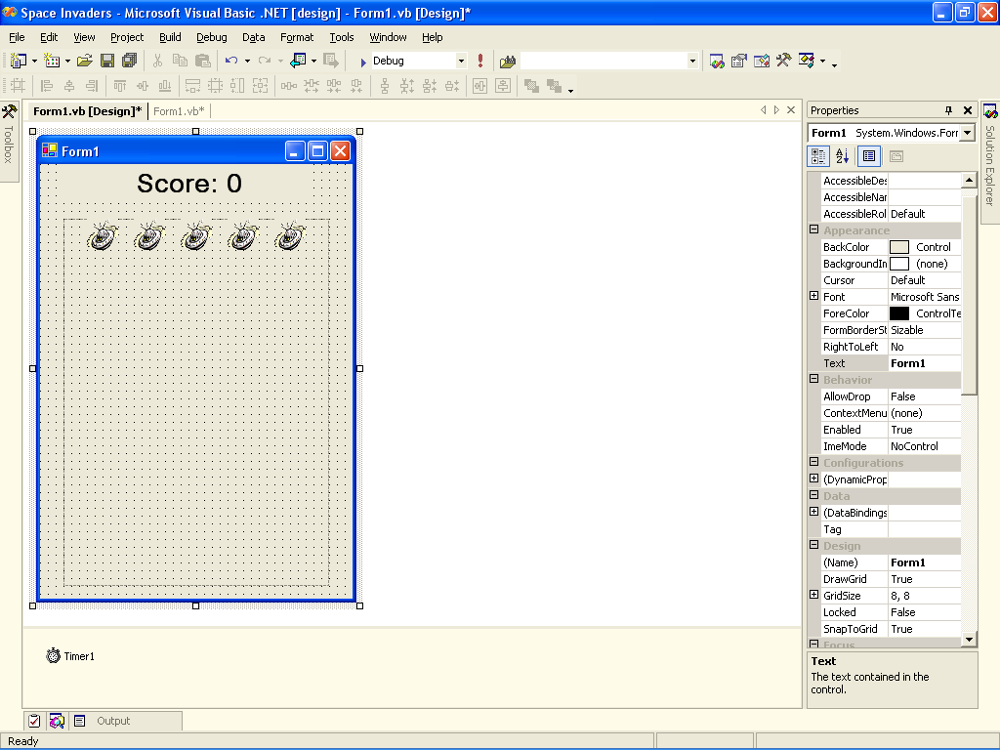 Space Invaders - Microsoft Visual Basic .NET [design] - Form1.vb [Design]*
File Edit View Project Build Debug Data Format Tools Window Help
Debug
Form1.vb [Design]* Form1.vb*
Toolbox
Form1
Score: 0
Timer1
Output
Ready
Properties
Form1 System.Windows.Forr
AccessibleDes
AccessibleNar
AccessibleRol Default
Appearance
BackColor Control
BackgroundIn (none)
Cursor Default
Font Microsoft Sans
ForeColor ControlTe
FormBorderSt Sizable
RightToLeft No
Text Form1
Behavior
AllowDrop False
ContextMenu (none)
Enabled True
ImeMode NoControl
Configurations
(DynamicProp
Data
(DataBindings
Tag
Design
(Name) Form1
DrawGrid True
GridSize 8, 8
Locked False
SnapToGrid True
Focus
Text
The text contained in the
control.
Solution Explorer